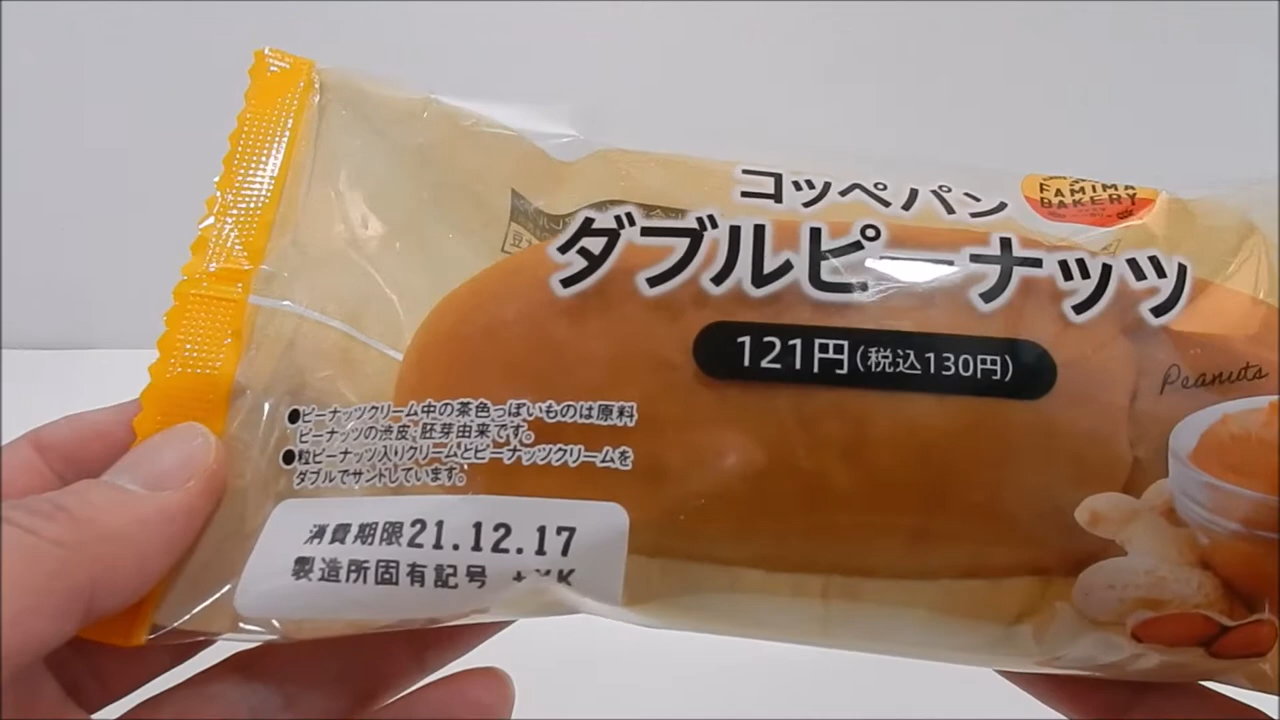 コッペパン
FAMIMA
BAKERY
ダブルピーナッツ
121円(税込130円)
Peanuts
●ピーナッツクリーム中の茶色っぽいものは原料
ピーナッツの渋皮・胚芽由来です。
●粒ピーナッツ入りクリームとピーナッツクリームを
ダブルでサンドしています。
消費期限21.12.17
製造所固有記号